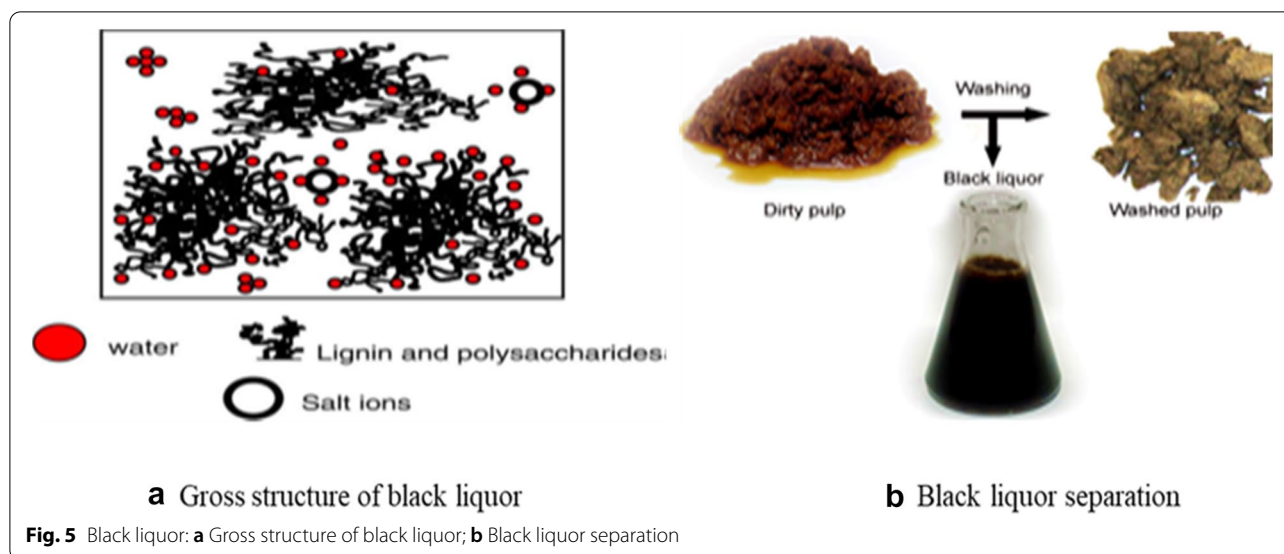 water
Lignin and polysaccharides
Salt ions
a Gross structure of black liquor
Washing
Black liquor
Dirty pulp
Washed pulp
b Black liquor separation
Fig. 5 Black liquor: a Gross structure of black liquor; b Black liquor separation